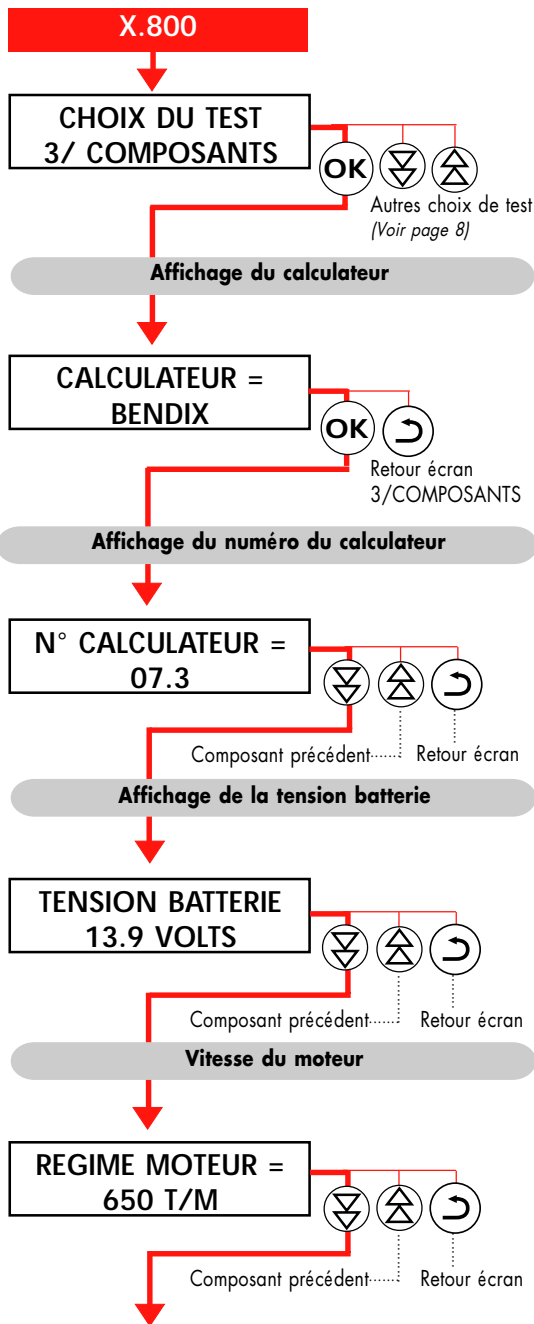 X.800
CHOIX DU TEST
3/ COMPOSANTS
OK
Autres choix de test
(Voir page 8)
Affichage du calculateur
CALCULATEUR =
BENDIX
OK
Retour écran
3/COMPOSANTS
Affichage du numéro du calculateur
N° CALCULATEUR =
07.3
Composant précédent
Retour écran
Affichage de la tension batterie
TENSION BATTERIE
13.9 VOLTS
Composant précédent
Retour écran
Vitesse du moteur
REGIME MOTEUR =
650 T/M
Composant précédent
Retour écran